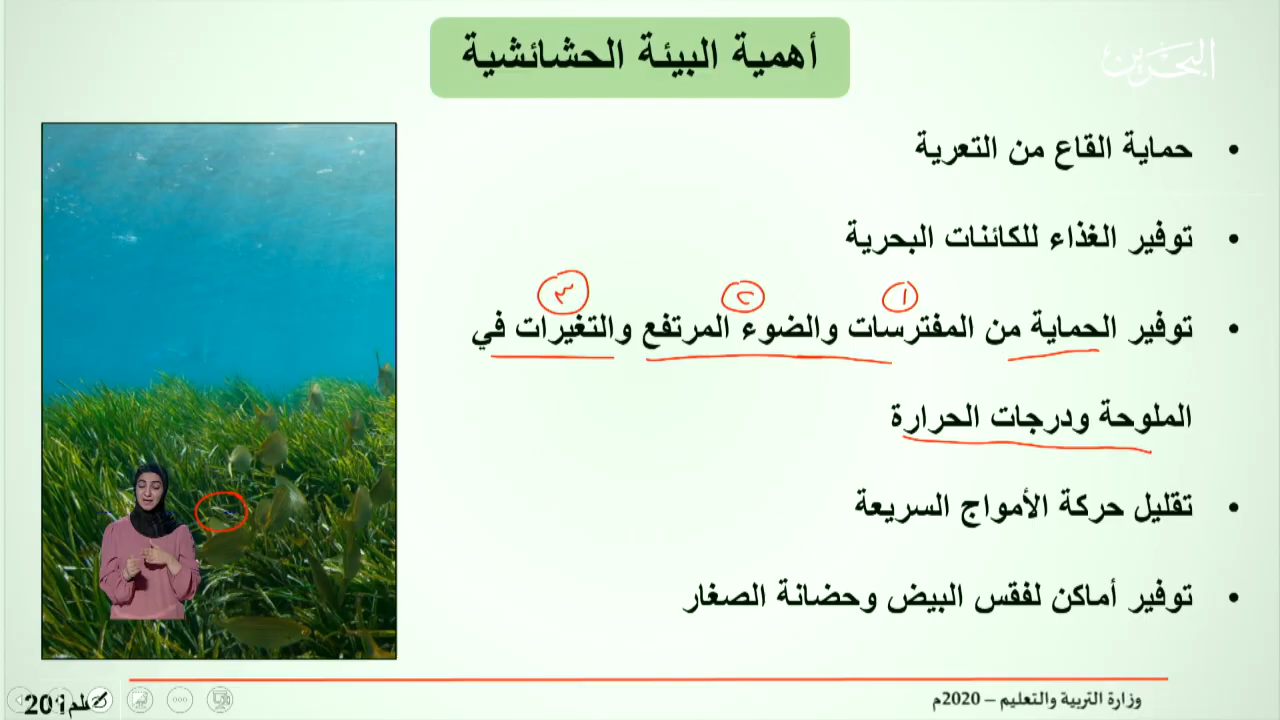 أهمية البيئة الحشائشية
البحرين
• حماية القاع من التعرية
• توفير الغذاء للكائنات البحرية
١ ٢ ٣
• توفير الحماية من المفترسات والضوء المرتفع والتغيرات في
الملوحة ودرجات الحرارة
• تقليل حركة الأمواج السريعة
• توفير أماكن لفقس البيض وحضانة الصغار
وزارة التربية والتعليم – 2020م
201